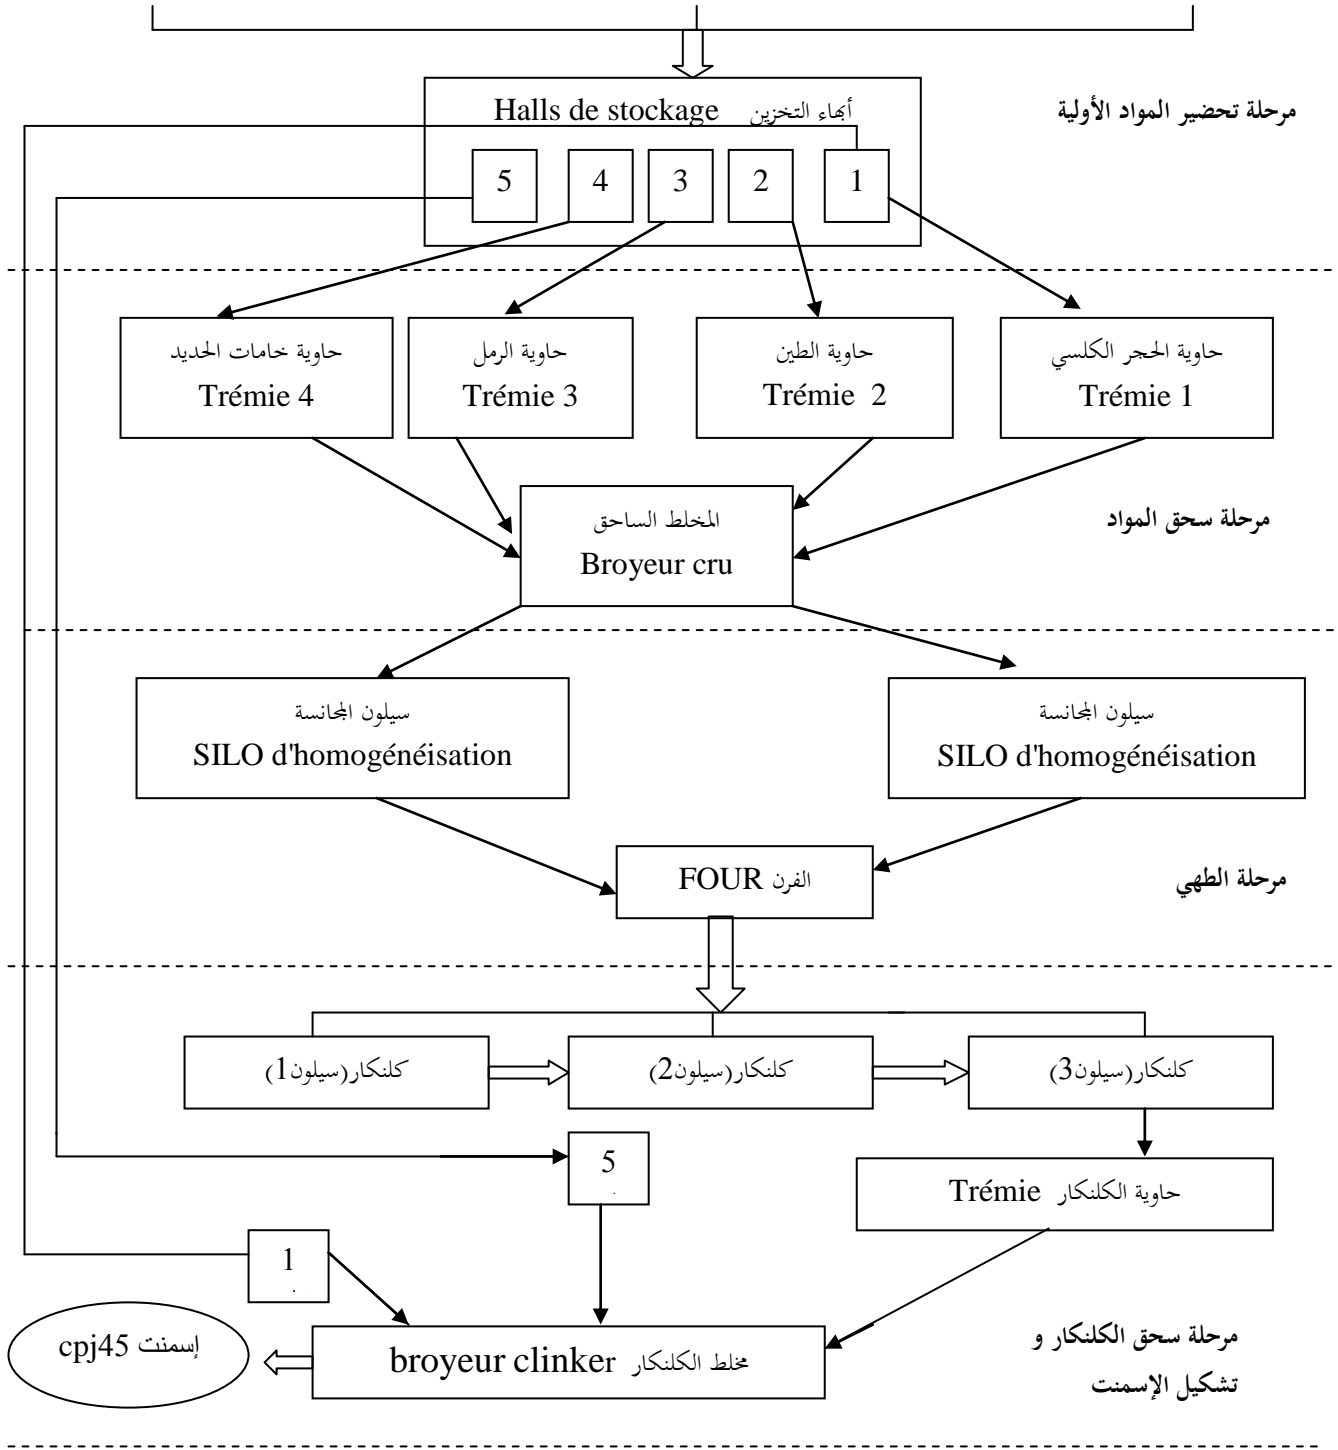 مرحلة تحضير المواد الأولية
أبهاء التخزين Halls de stockage
1 2 3 4 5
حاوية الحجر الكلسي
Trémie 1
حاوية الطين
Trémie 2
حاوية الرمل
Trémie 3
حاوية خامات الحديد
Trémie 4
المخلط الساحق
Broyeur cru
مرحلة سحق المواد
سيلون المجانسة
SILO d'homogénéisation
سيلون المجانسة
SILO d'homogénéisation
الفرن FOUR
مرحلة الطهي
كلنكار(سيلون3)
كلنكار(سيلون2)
كلنكار(سيلون1)
5
حاوية الكلنكار Trémie
1
مرحلة سحق الكلنكار و
تشكيل الإسمنت
مخلط الكلنكار broyeur clinker
إسمنت cpj45